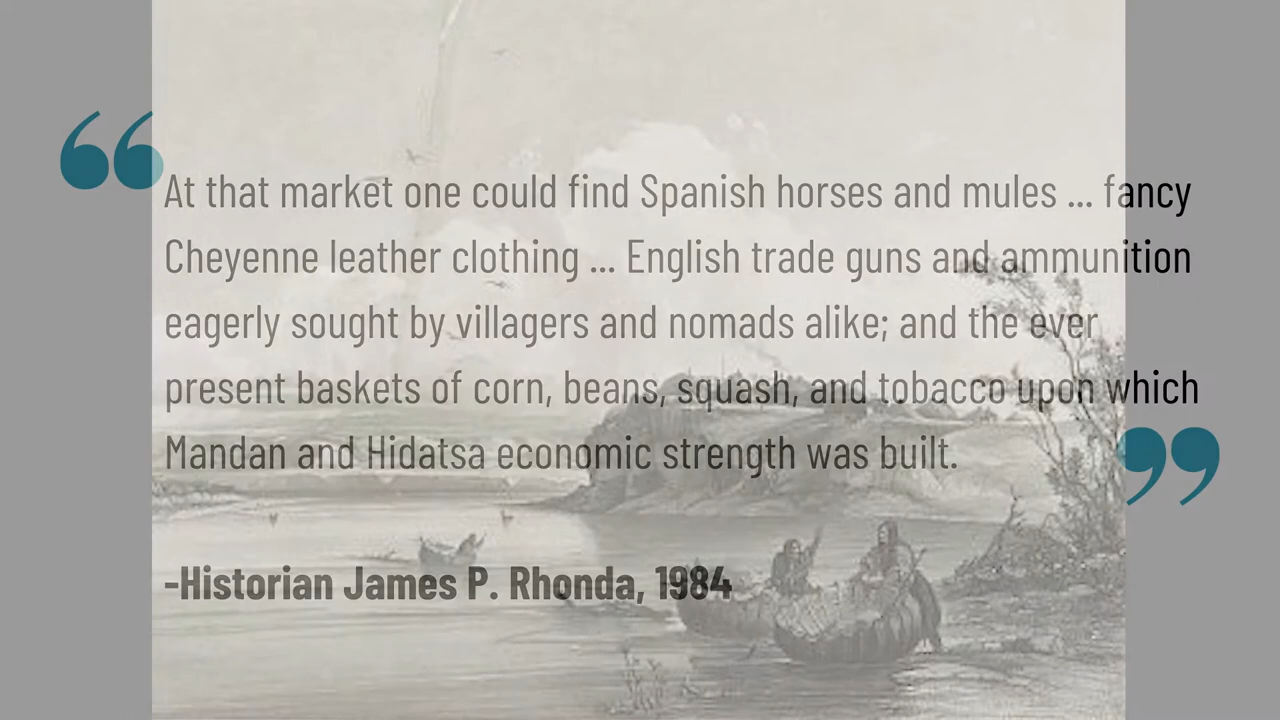 “At that market one could find Spanish horses and mules ... fancy
Cheyenne leather clothing ... English trade guns and ammunition
eagerly sought by villagers and nomads alike; and the ever
present baskets of corn, beans, squash, and tobacco upon which
Mandan and Hidatsa economic strength was built.”
-Historian James P. Rhonda, 1984